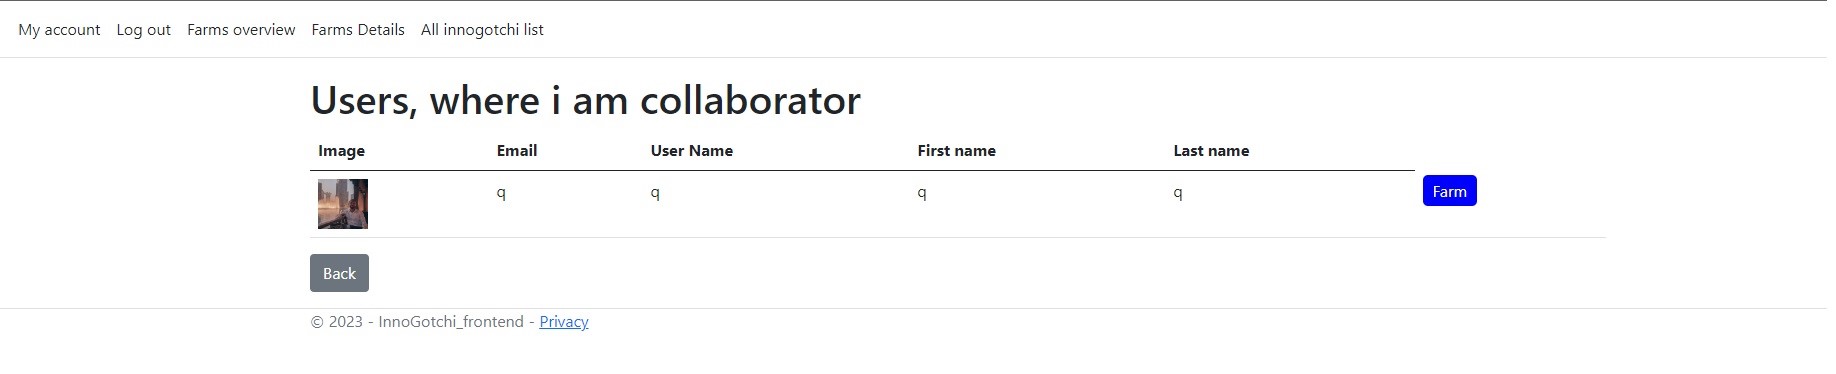 My account Log out Farms overview Farms Details All innogotchi list
Users, where i am collaborator
Image Email User Name First name Last name
q q q q Farm
Back
© 2023 - InnoGotchi_frontend - Privacy